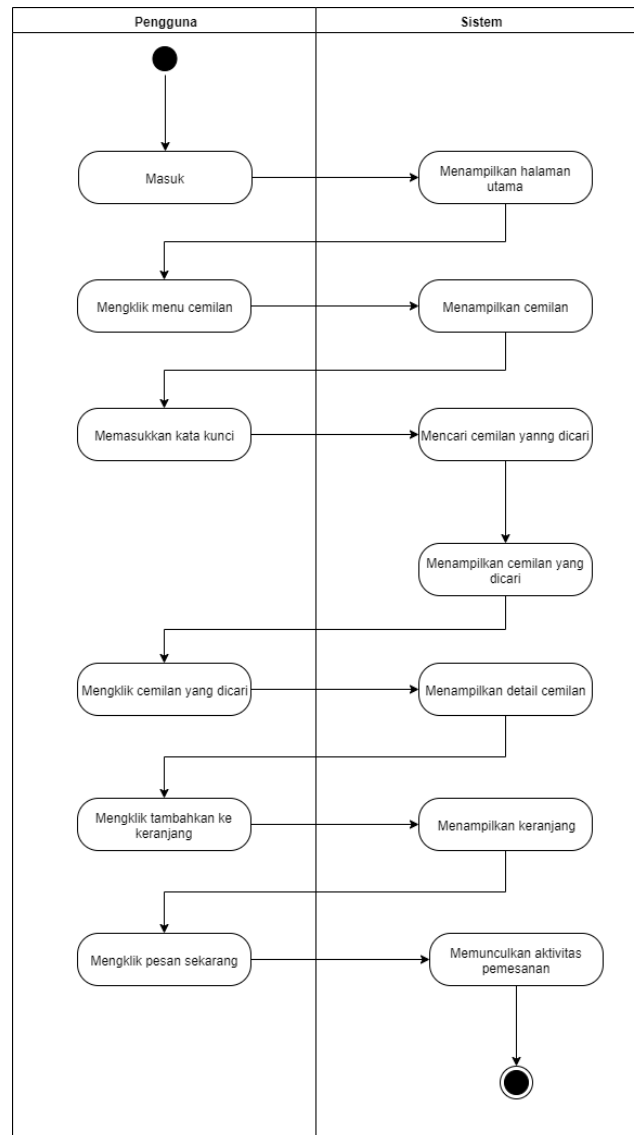 Pengguna
Sistem
Masuk
Menampilkan halaman
utama
Mengklik menu cemilan
Menampilkan cemilan
Memasukkan kata kunci
Mencari cemilan yanng dicari
Menampilkan cemilan yang
dicari
Mengklik cemilan yang dicari
Menampilkan detail cemilan
Mengklik tambahkan ke
keranjang
Menampilkan keranjang
Mengklik pesan sekarang
Memunculkan aktivitas
pemesanan